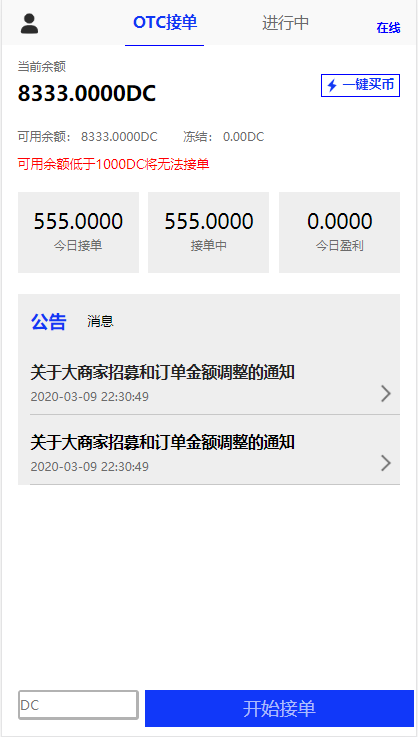 OTC接单 进行中 在线
当前余额
8333.0000DC
一键买币
可用余额： 8333.0000DC 冻结： 0.00DC
可用余额低于1000DC将无法接单
555.0000 555.0000 0.0000
今日接单 接单中 今日盈利
公告 消息
关于大商家招募和订单金额调整的通知
2020-03-09 22:30:49
关于大商家招募和订单金额调整的通知
2020-03-09 22:30:49
DC 开始接单